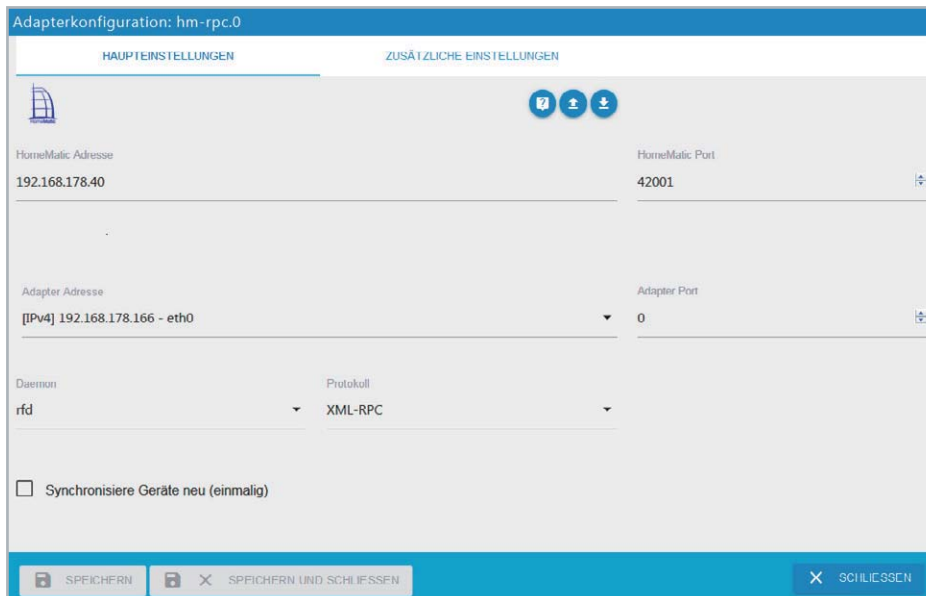 Adapterkonfiguration: hm-rpc.0
HAUPTEINSTELLUNGEN ZUSÄTZLICHE EINSTELLUNGEN
HomeMatic Adresse HomeMatic Port
192.168.178.40 42001
Adapter Adresse Adapter Port
[IPv4] 192.168.178.166 - eth0 0
Daemon Protokoll
rfd XML-RPC
Synchronisiere Geräte neu (einmalig)
SPEICHERN SPEICHERN UND SCHLIESSEN SCHLIESSEN